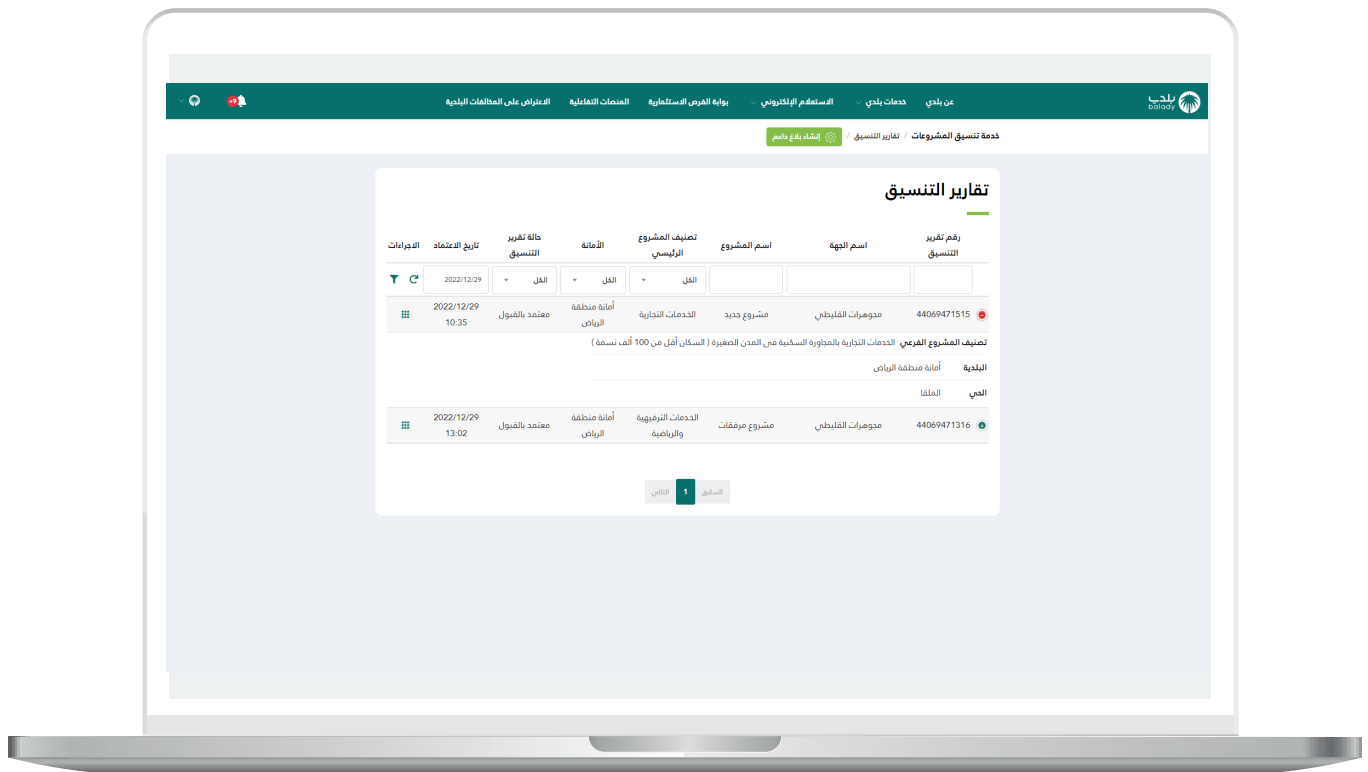 بلدي
balady
عن بلدي
خدمات بلدي
الاستعلام الإلكتروني
بوابة الفرص الاستثمارية
المنصات التفاعلية
الاعتراض على المخالفات البلدية
+9
خدمة تنسيق المشروعات / تقارير التنسيق / إنشاء بلاغ داعم
تقارير التنسيق
رقم تقرير التنسيق
اسم الجهة
اسم المشروع
تصنيف المشروع الرئيسي
الأمانة
حالة تقرير التنسيق
تاريخ الاعتماد
الاجراءات
الكل
الكل
الكل
2022/12/29
44069471515
مجوهرات القليطي
مشروع جديد
الخدمات التجارية
أمانة منطقة الرياض
معتمد بالقبول
2022/12/29
10:35
تصنيف المشروع الفرعي الخدمات التجارية بالمجاورة السكنية في المدن الصغيرة ( السكان أقل من 100 ألف نسمة )
البلدية أمانة منطقة الرياض
الحي الملقا
44069471316
مجوهرات القليطي
مشروع مرفقات
الخدمات الترفيهية والرياضية
أمانة منطقة الرياض
معتمد بالقبول
2022/12/29
13:02
السابق 1 التالي